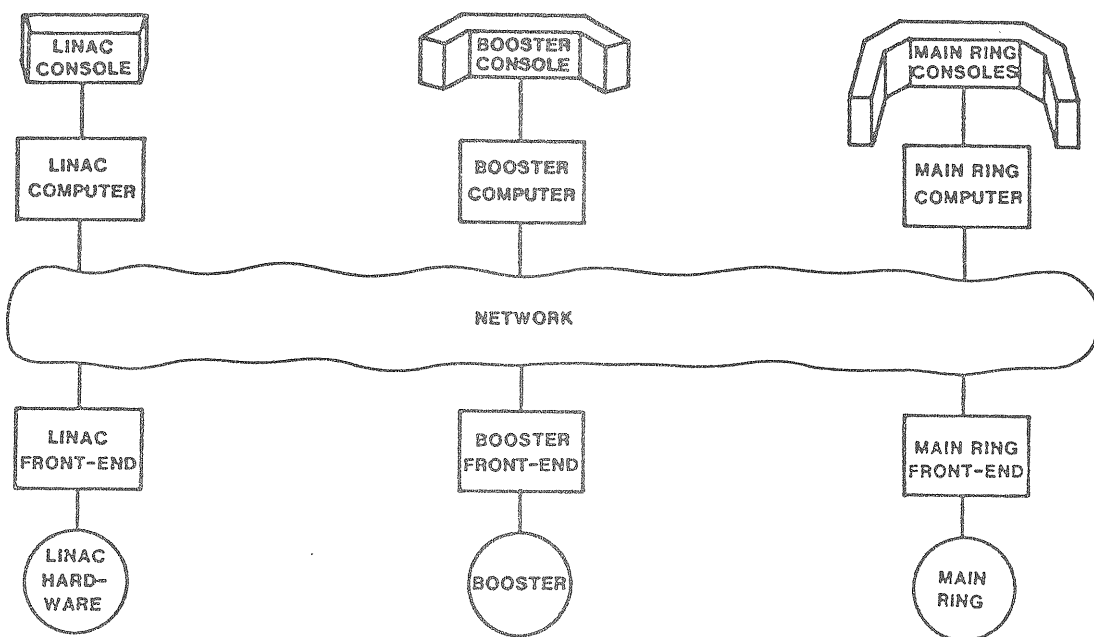 LINAC
CONSOLE
BOOSTER
CONSOLE
MAIN RING
CONSOLES
LINAC
COMPUTER
BOOSTER
COMPUTER
MAIN RING
COMPUTER
NETWORK
LINAC
FRONT-END
BOOSTER
FRONT-END
MAIN RING
FRONT-END
LINAC
HARD-
WARE
BOOSTER
MAIN
RING